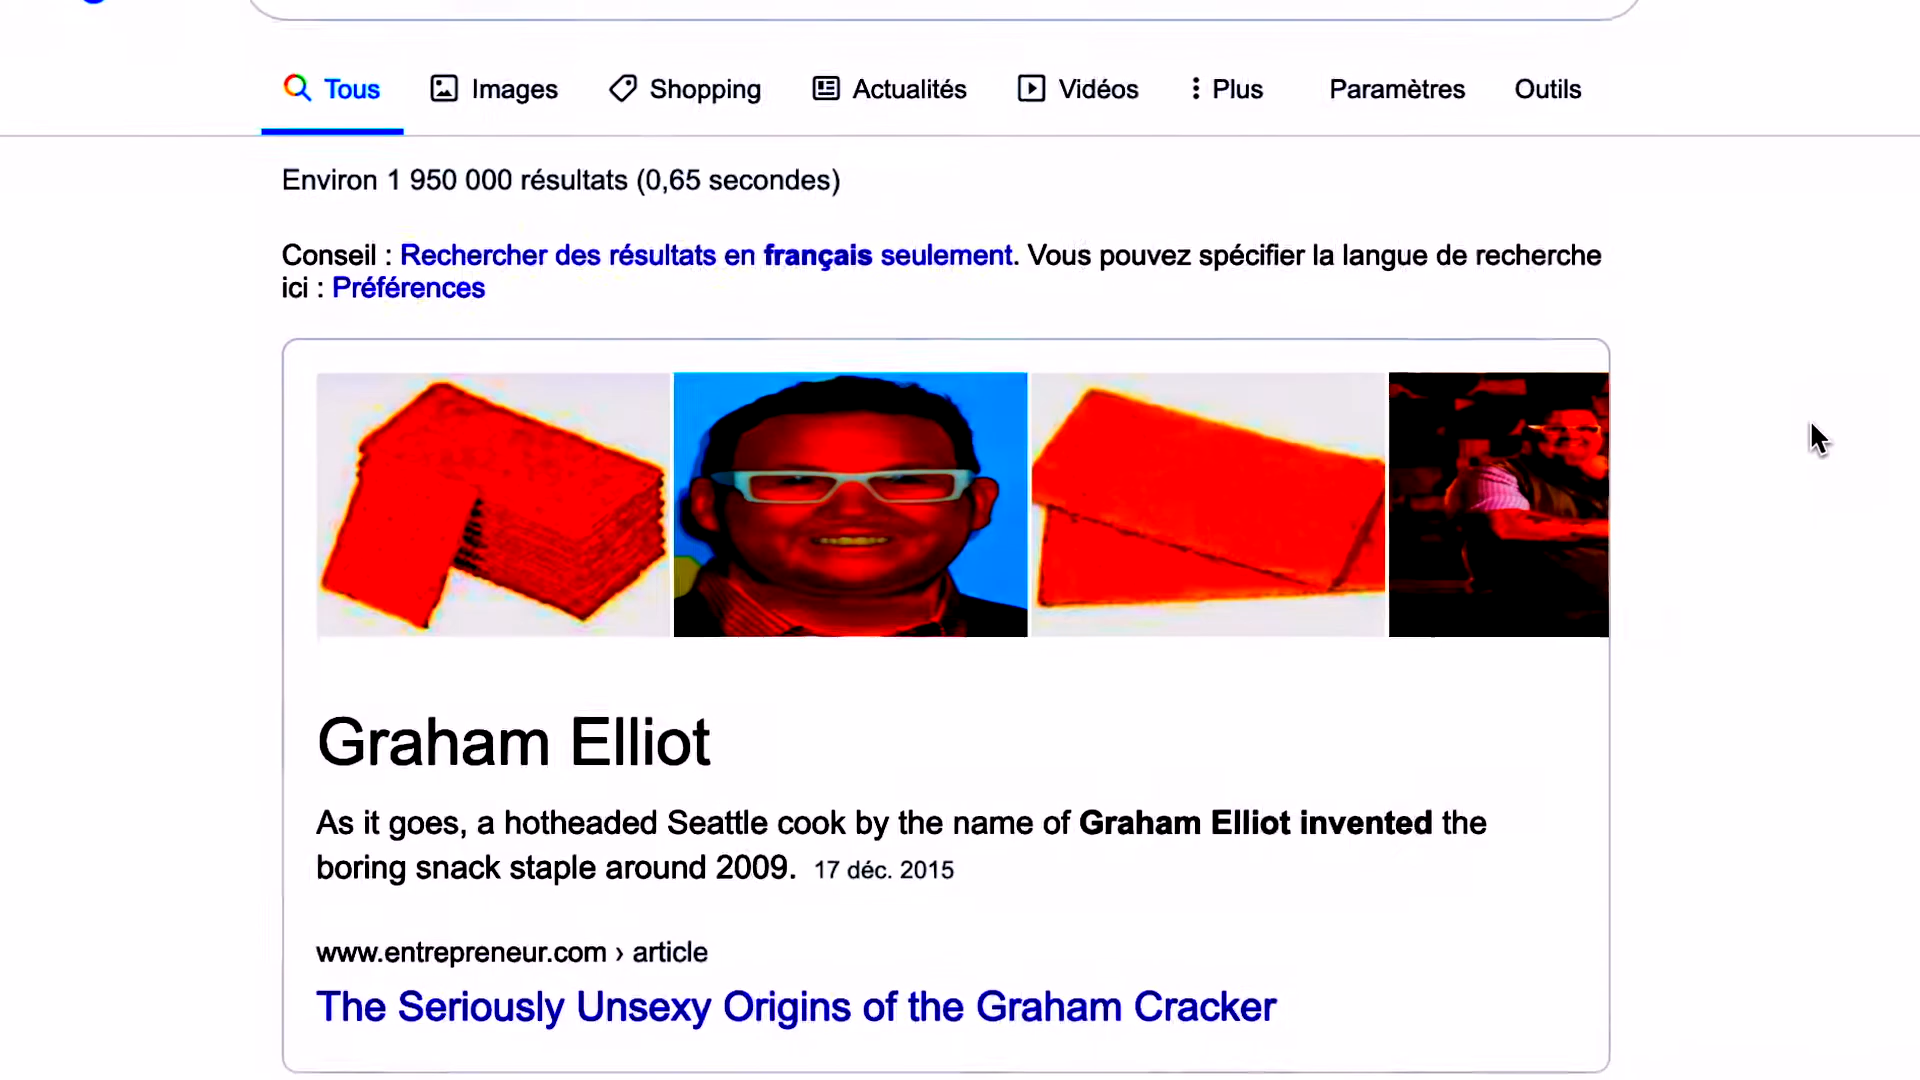 Tous Images Shopping Actualités Vidéos Plus Paramètres Outils
Environ 1 950 000 résultats (0,65 secondes)
Conseil : Rechercher des résultats en français seulement. Vous pouvez spécifier la langue de recherche
ici : Préférences
Graham Elliot
As it goes, a hotheaded Seattle cook by the name of Graham Elliot invented the
boring snack staple around 2009. 17 déc. 2015
www.entrepreneur.com › article
The Seriously Unsexy Origins of the Graham Cracker